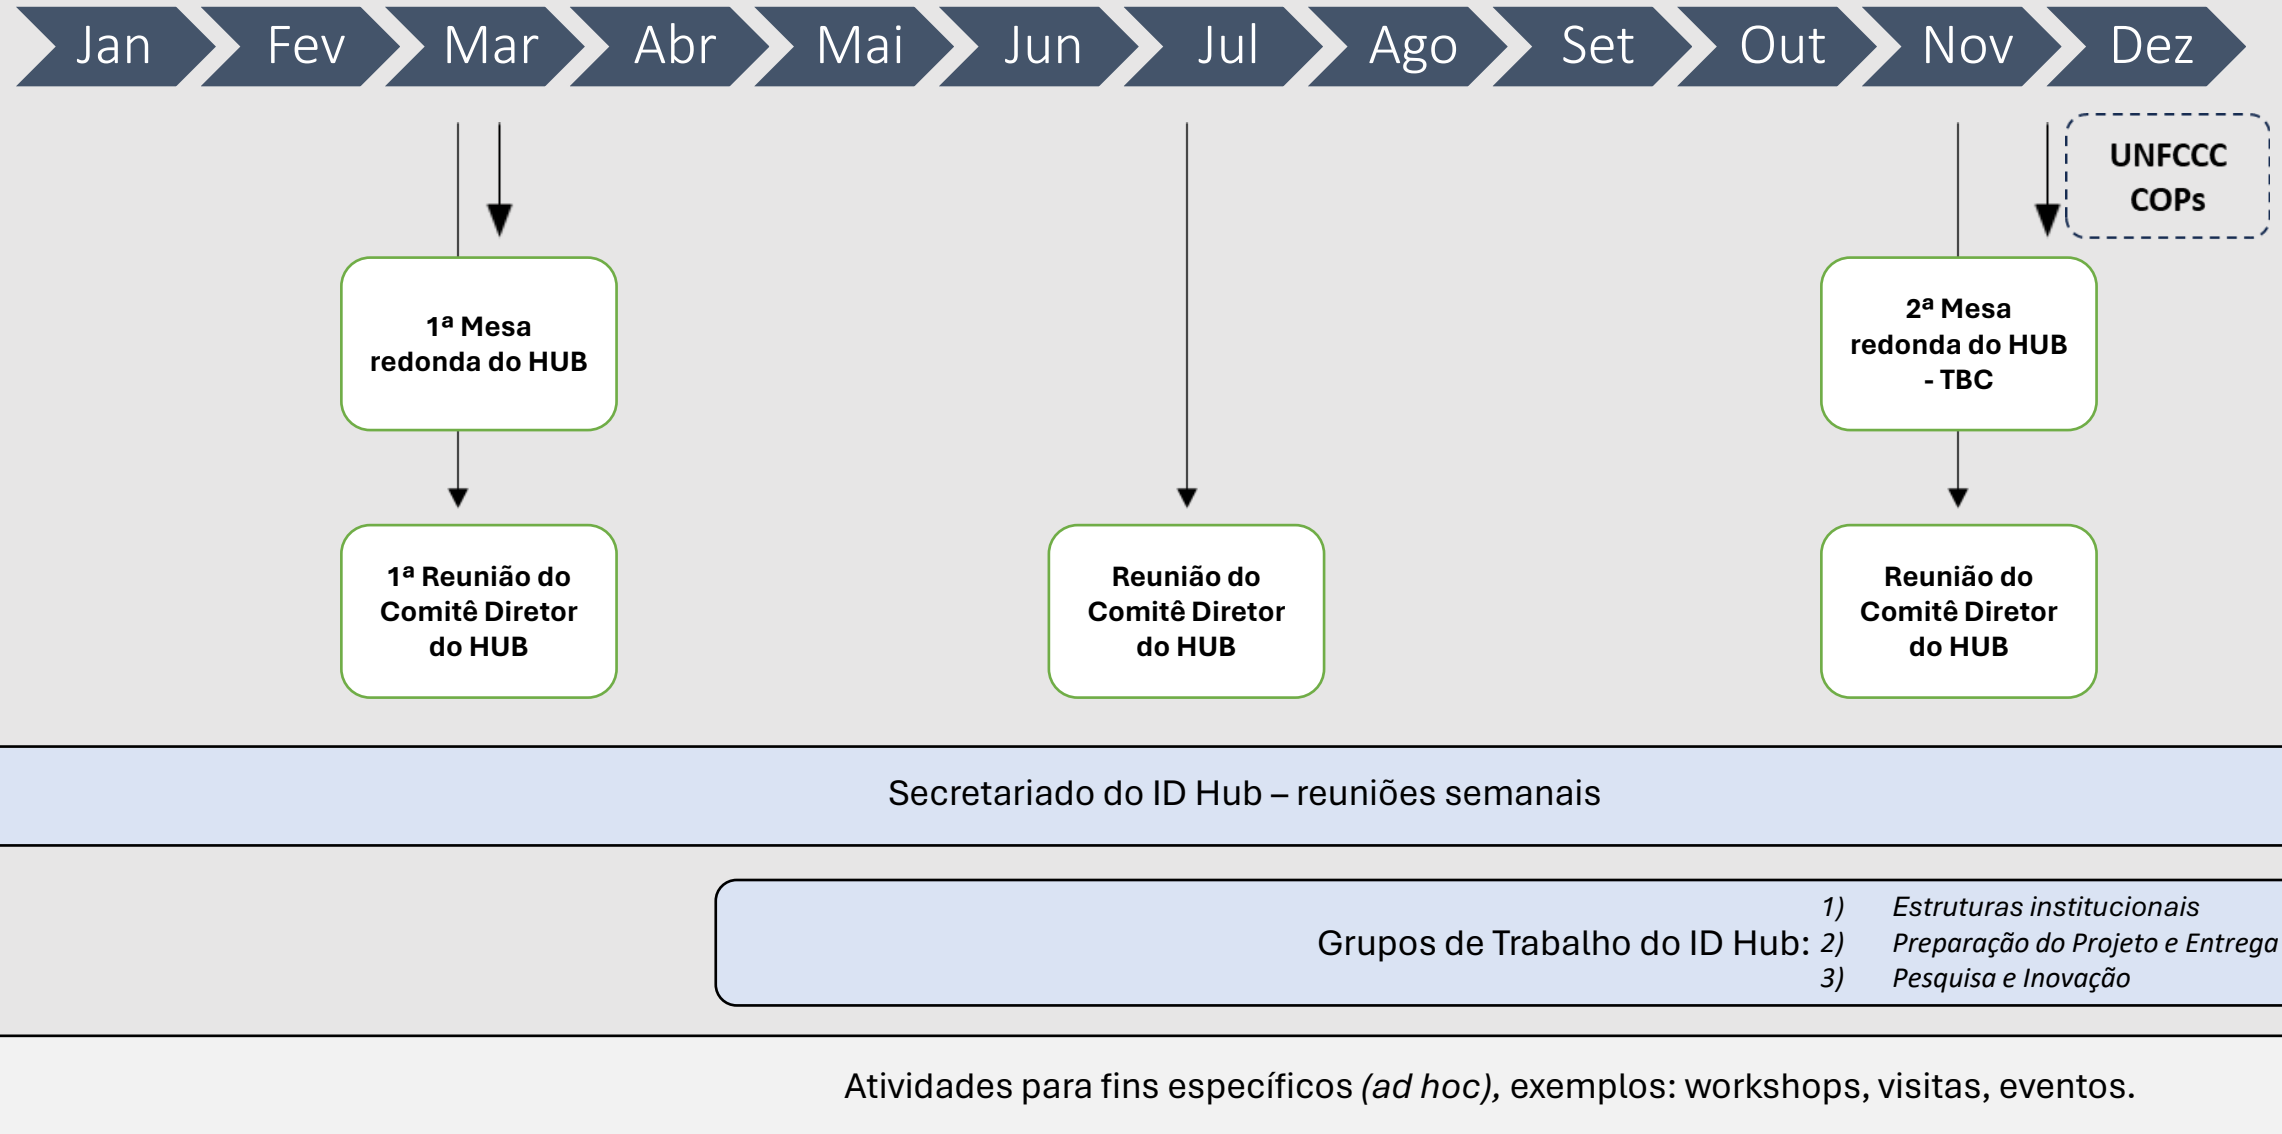 Jan Fev Mar Abr Mai Jun Jul Ago Set Out Nov Dez
UNFCCC
COPs
1ª Mesa
redonda do HUB
2ª Mesa
redonda do HUB
- TBC
1ª Reunião do
Comitê Diretor
do HUB
Reunião do
Comitê Diretor
do HUB
Reunião do
Comitê Diretor
do HUB
Secretariado do ID Hub – reuniões semanais
Grupos de Trabalho do ID Hub:
1) Estruturas institucionais
2) Preparação do Projeto e Entrega
3) Pesquisa e Inovação
Atividades para fins específicos (ad hoc), exemplos: workshops, visitas, eventos.